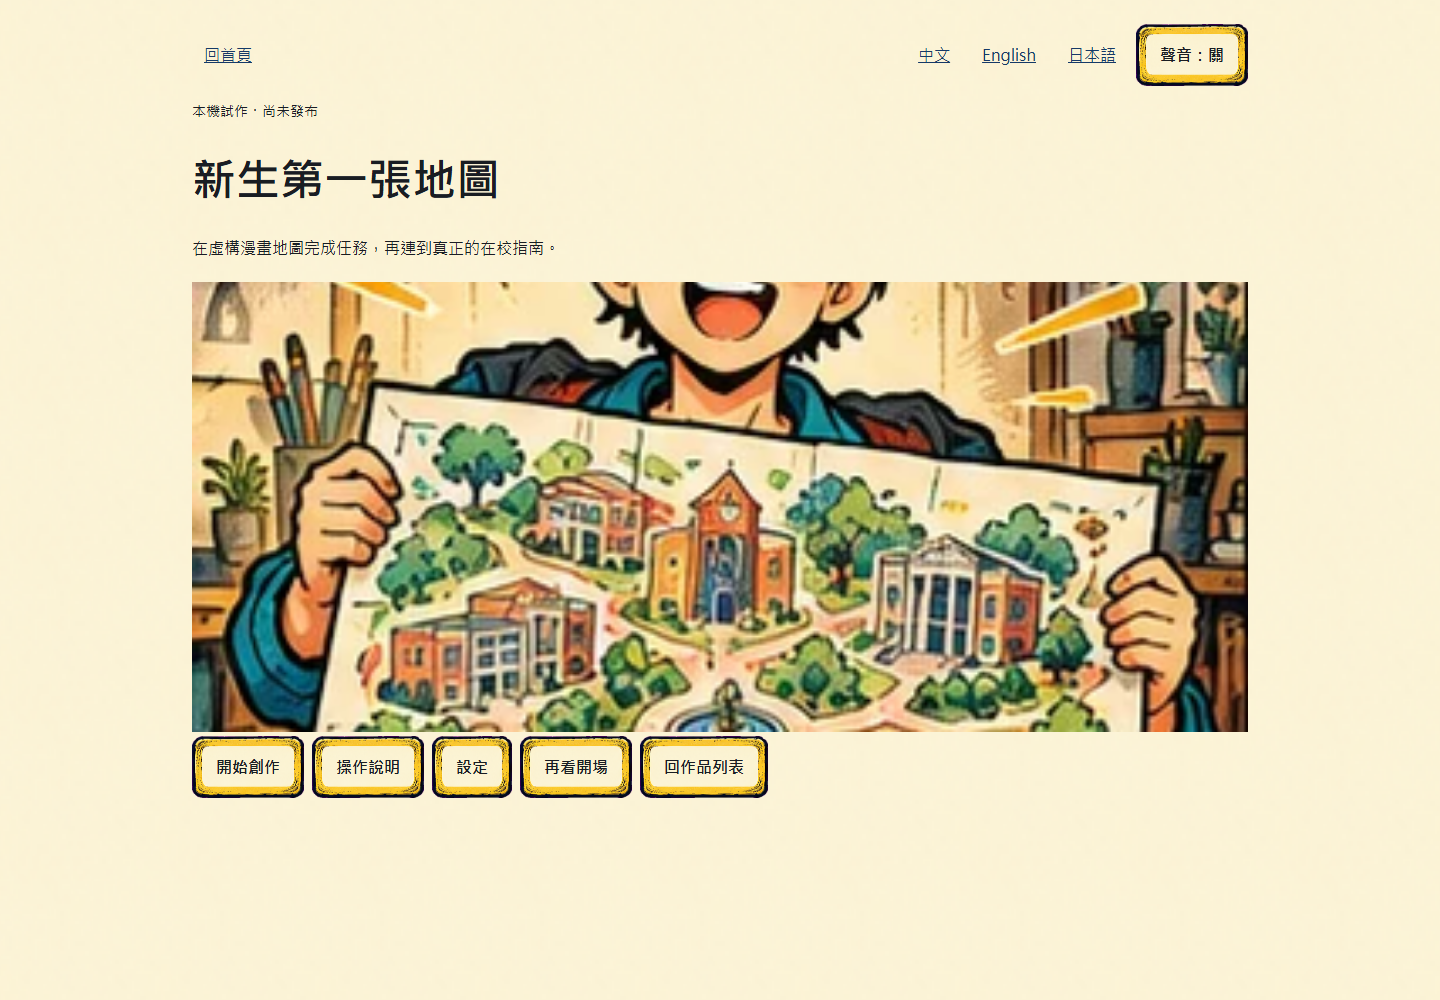 回首頁
中文 English 日本語 聲音：關
本機試作・尚未發布
新生第一張地圖
在虛構漫畫地圖完成任務，再連到真正的在校指南。
開始創作 操作說明 設定 再看開場 回作品列表